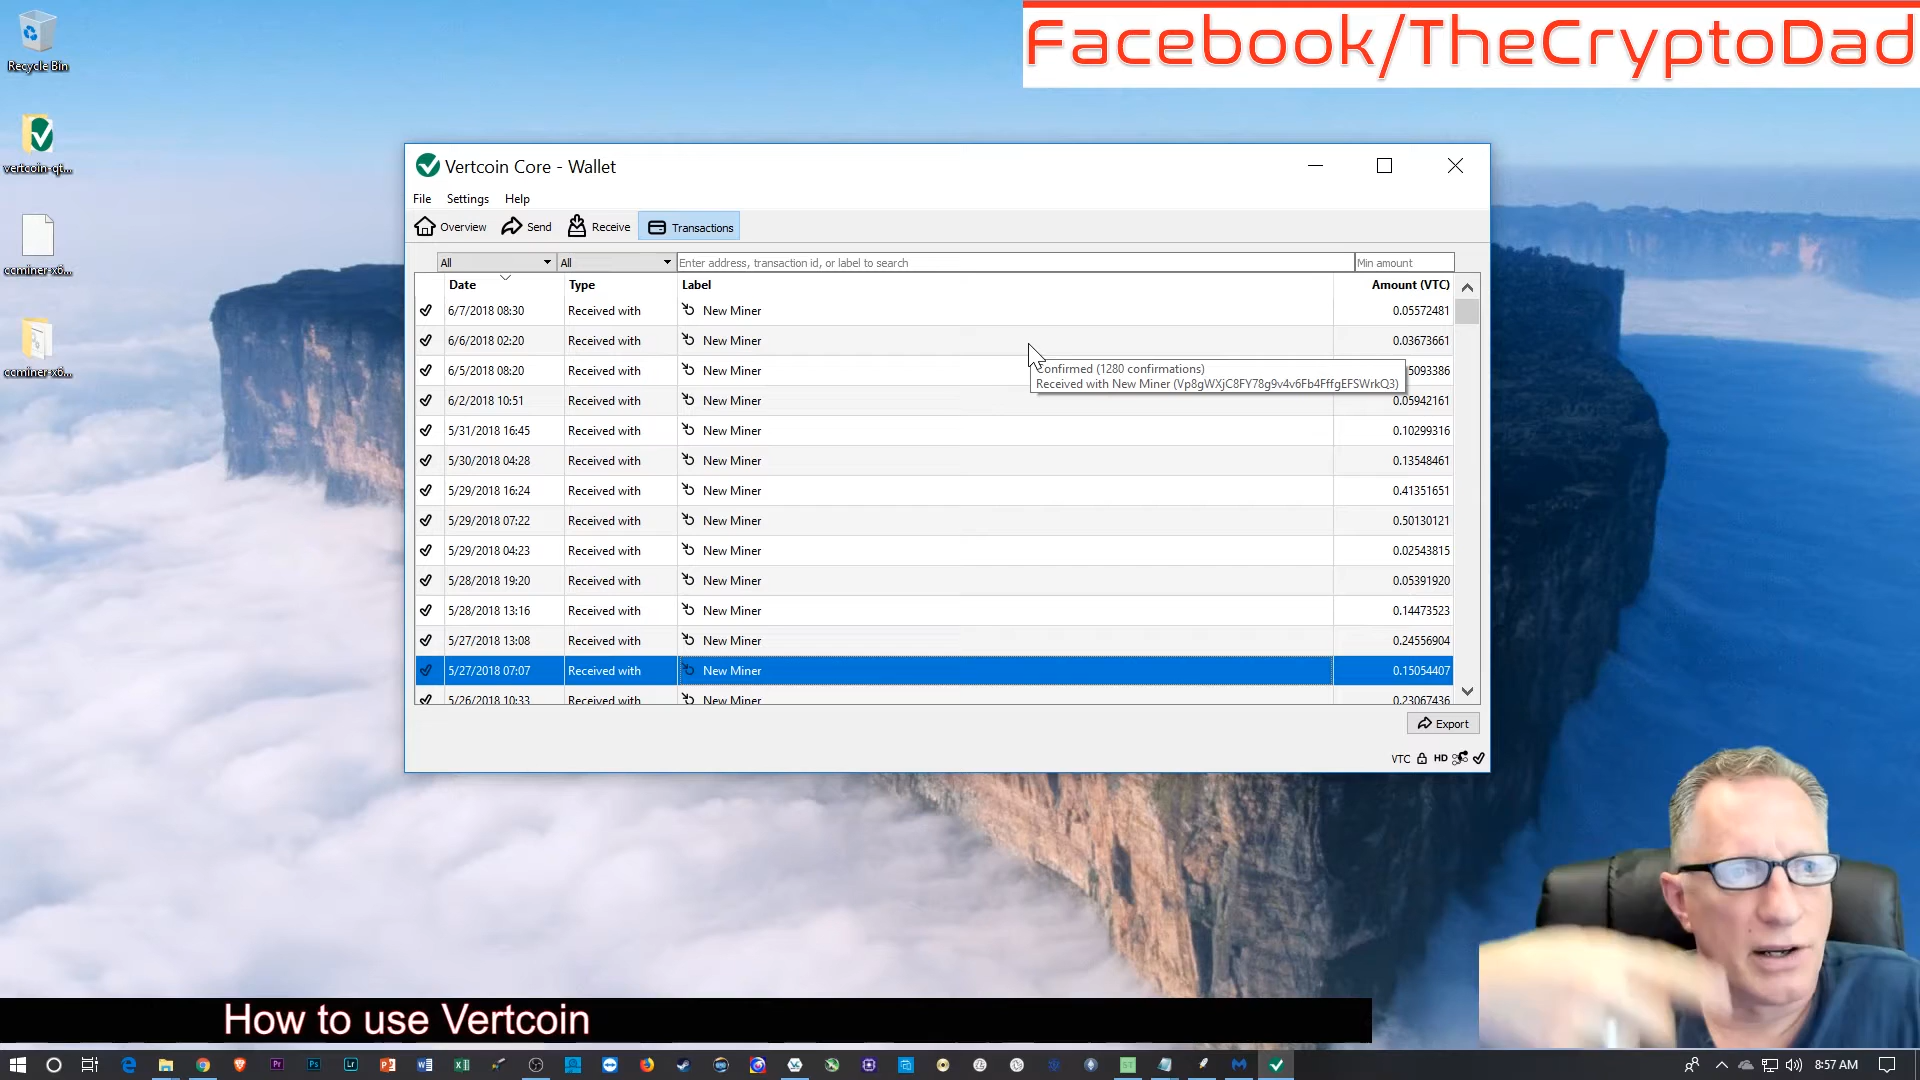 Facebook/TheCryptoDad
Recycle Bin
vertcoin-qt...
ccminer-x6...
ccminer-x6...
Vertcoin Core - Wallet
File Settings Help
Overview Send Receive Transactions
All All Enter address, transaction id, or label to search Min amount
Date Type Label Amount (VTC)
6/7/2018 08:30 Received with New Miner 0.05572481
6/6/2018 02:20 Received with New Miner 0.03673661
6/5/2018 08:20 Received with New Miner 5093386
Confirmed (1280 confirmations)
Received with New Miner (Vp8gWXjC8FY78g9v4v6Fb4FffgEFSWrkQ3)
6/2/2018 10:51 Received with New Miner 0.05942161
5/31/2018 16:45 Received with New Miner 0.10299316
5/30/2018 04:28 Received with New Miner 0.13548461
5/29/2018 16:24 Received with New Miner 0.41351651
5/29/2018 07:22 Received with New Miner 0.50130121
5/29/2018 04:23 Received with New Miner 0.02543815
5/28/2018 19:20 Received with New Miner 0.05391920
5/28/2018 13:16 Received with New Miner 0.14473523
5/27/2018 13:08 Received with New Miner 0.24556904
5/27/2018 07:07 Received with New Miner 0.15054407
5/26/2018 10:33 Received with New Miner 0.23067436
Export
VTC HD
How to use Vertcoin
8:57 AM